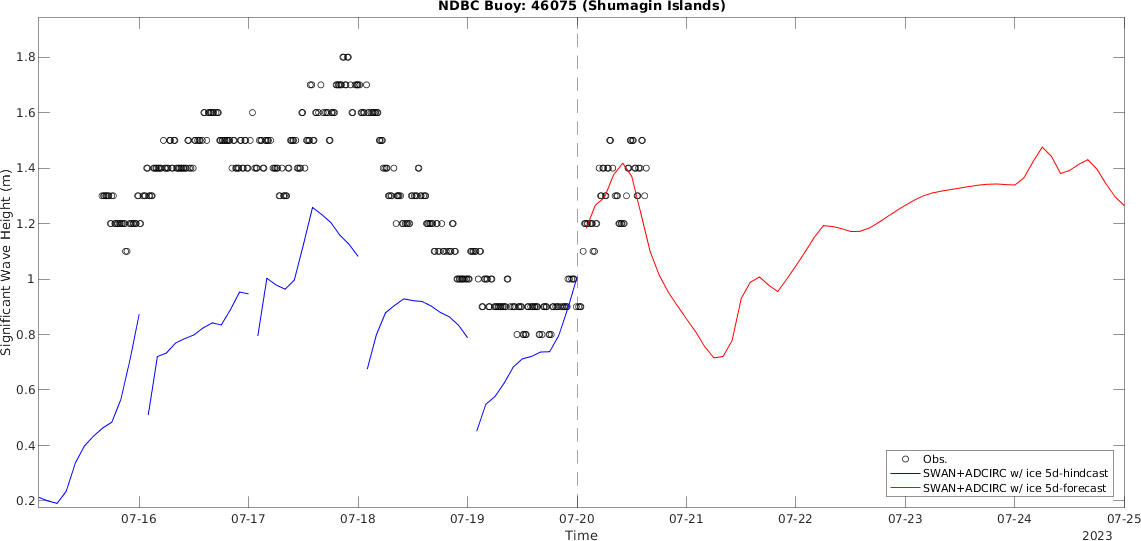 NDBC Buoy: 46075 (Shumagin Islands)
Significant Wave Height (m)
1.8
1.6
1.4
1.2
1
0.8
0.6
0.4
0.2
Obs.
SWAN+ADCIRC w/ ice 5d-hindcast
SWAN+ADCIRC w/ ice 5d-forecast
07-16 07-17 07-18 07-19 07-20 07-21 07-22 07-23 07-24 07-25
Time
2023